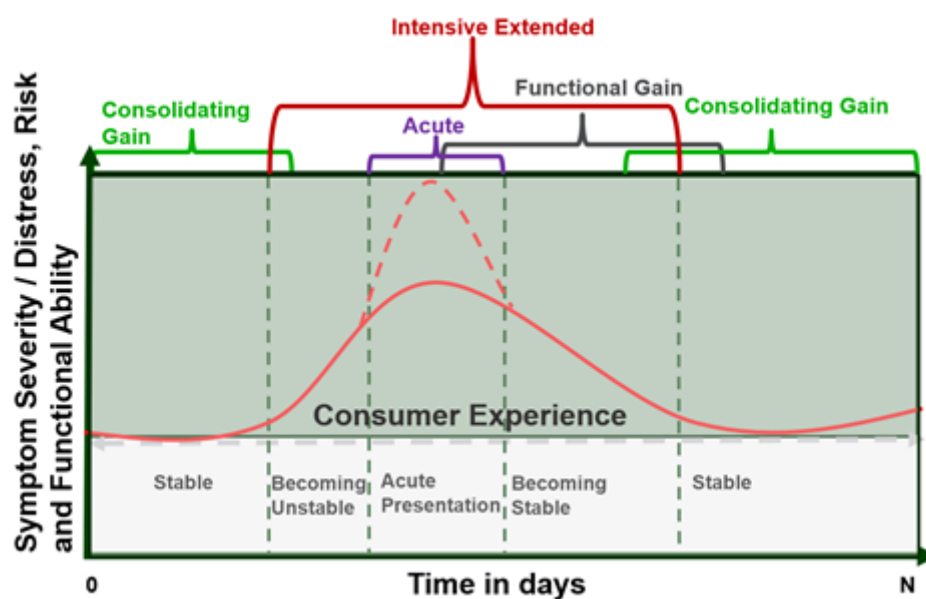 Intensive Extended
Functional Gain
Consolidating
Gain
Consolidating Gain
Acute
Symptom Severity / Distress, Risk
and Functional Ability
Consumer Experience
Stable
Becoming
Unstable
Acute
Presentation
Becoming
Stable
Stable
0
Time in days
N